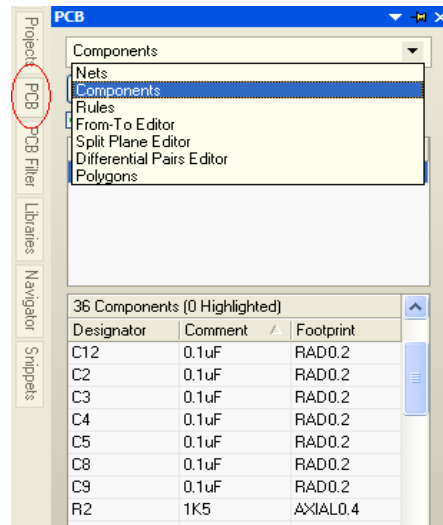 PCB
Projects
PCB
PCB Filter
Libraries
Navigator
Snippets
Components
Nets
Components
Rules
From-To Editor
Split Plane Editor
Differential Pairs Editor
Polygons
36 Components (0 Highlighted)
Designator Comment Footprint
C12 0.1uF RAD0.2
C2 0.1uF RAD0.2
C3 0.1uF RAD0.2
C4 0.1uF RAD0.2
C5 0.1uF RAD0.2
C8 0.1uF RAD0.2
C9 0.1uF RAD0.2
R2 1K5 AXIAL0.4